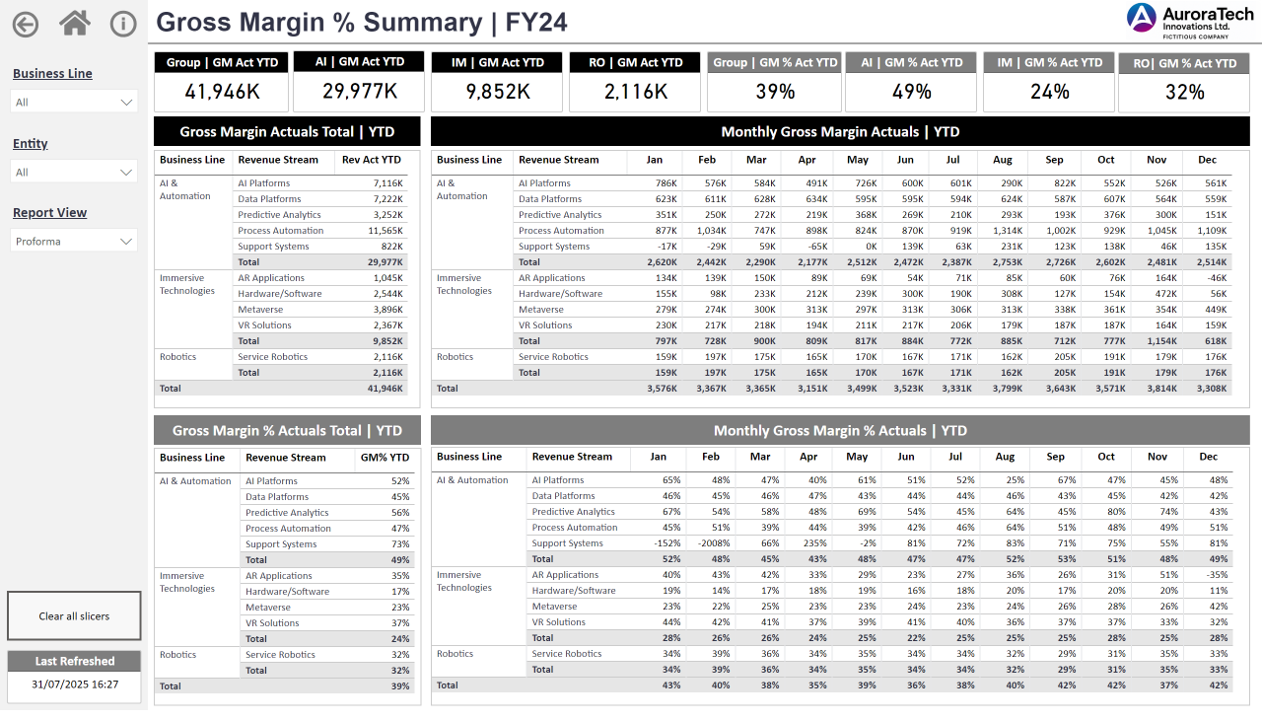 Gross Margin % Summary | FY24
AuroraTech
Innovations Ltd.
FICTITIOUS COMPANY
Business Line
All
Entity
All
Report View
Proforma
Clear all slicers
Last Refreshed
31/07/2025 16:27
Group | GM Act YTD
41,946K
AI | GM Act YTD
29,977K
IM | GM Act YTD
9,852K
RO | GM Act YTD
2,116K
Group | GM % Act YTD
39%
AI | GM % Act YTD
49%
IM | GM % Act YTD
24%
RO| GM % Act YTD
32%
Gross Margin Actuals Total | YTD
Business Line Revenue Stream Rev Act YTD
AI & Automation AI Platforms 7,116K
Data Platforms 7,222K
Predictive Analytics 3,252K
Process Automation 11,565K
Support Systems 822K
Total 29,977K
Immersive Technologies AR Applications 1,045K
Hardware/Software 2,544K
Metaverse 3,896K
VR Solutions 2,367K
Total 9,852K
Robotics Service Robotics 2,116K
Total 2,116K
Total 41,946K
Monthly Gross Margin Actuals | YTD
Business Line Revenue Stream Jan Feb Mar Apr May Jun Jul Aug Sep Oct Nov Dec
AI & Automation AI Platforms 786K 576K 584K 491K 726K 600K 601K 290K 822K 552K 526K 561K
Data Platforms 623K 611K 628K 634K 595K 595K 594K 624K 587K 607K 564K 559K
Predictive Analytics 351K 250K 272K 219K 368K 269K 210K 293K 193K 376K 300K 151K
Process Automation 877K 1,034K 747K 898K 824K 870K 919K 1,314K 1,002K 929K 1,045K 1,109K
Support Systems -17K -29K 59K -65K 0K 139K 63K 231K 123K 138K 46K 135K
Total 2,620K 2,442K 2,290K 2,177K 2,512K 2,472K 2,387K 2,753K 2,726K 2,602K 2,481K 2,514K
Immersive Technologies AR Applications 134K 139K 150K 89K 69K 54K 71K 85K 60K 76K 164K -46K
Hardware/Software 155K 98K 233K 212K 239K 300K 190K 308K 127K 154K 472K 56K
Metaverse 279K 274K 300K 313K 297K 313K 306K 313K 338K 361K 354K 449K
VR Solutions 230K 217K 218K 194K 211K 217K 206K 179K 187K 187K 164K 159K
Total 797K 728K 900K 809K 817K 884K 772K 885K 712K 777K 1,154K 618K
Robotics Service Robotics 159K 197K 175K 165K 170K 167K 171K 162K 205K 191K 179K 176K
Total 159K 197K 175K 165K 170K 167K 171K 162K 205K 191K 179K 176K
Total 3,576K 3,367K 3,365K 3,151K 3,499K 3,523K 3,331K 3,799K 3,643K 3,571K 3,814K 3,308K
Gross Margin % Actuals Total | YTD
Business Line Revenue Stream GM% YTD
AI & Automation AI Platforms 52%
Data Platforms 45%
Predictive Analytics 56%
Process Automation 47%
Support Systems 73%
Total 49%
Immersive Technologies AR Applications 35%
Hardware/Software 17%
Metaverse 23%
VR Solutions 37%
Total 24%
Robotics Service Robotics 32%
Total 32%
Total 39%
Monthly Gross Margin % Actuals | YTD
Business Line Revenue Stream Jan Feb Mar Apr May Jun Jul Aug Sep Oct Nov Dec
AI & Automation AI Platforms 65% 48% 47% 40% 61% 51% 52% 25% 67% 47% 45% 48%
Data Platforms 46% 45% 46% 47% 43% 44% 44% 46% 43% 45% 42% 42%
Predictive Analytics 67% 54% 58% 48% 69% 54% 45% 64% 45% 80% 74% 43%
Process Automation 45% 51% 39% 44% 39% 42% 46% 64% 51% 48% 49% 51%
Support Systems -152% -2008% 66% 235% -2% 81% 72% 83% 71% 75% 55% 81%
Total 52% 48% 45% 43% 48% 47% 47% 52% 53% 51% 48% 49%
Immersive Technologies AR Applications 40% 43% 42% 33% 29% 23% 27% 36% 26% 31% 51% -35%
Hardware/Software 19% 14% 17% 18% 19% 16% 18% 20% 17% 20% 20% 11%
Metaverse 23% 22% 25% 23% 23% 24% 23% 24% 26% 28% 26% 42%
VR Solutions 44% 42% 41% 37% 39% 41% 40% 36% 37% 37% 33% 32%
Total 28% 26% 26% 24% 25% 22% 25% 25% 25% 28% 25% 28%
Robotics Service Robotics 34% 39% 36% 34% 35% 34% 34% 32% 29% 31% 35% 33%
Total 34% 39% 36% 34% 35% 34% 34% 32% 29% 31% 35% 33%
Total 43% 40% 38% 35% 39% 36% 38% 40% 42% 42% 37% 42%